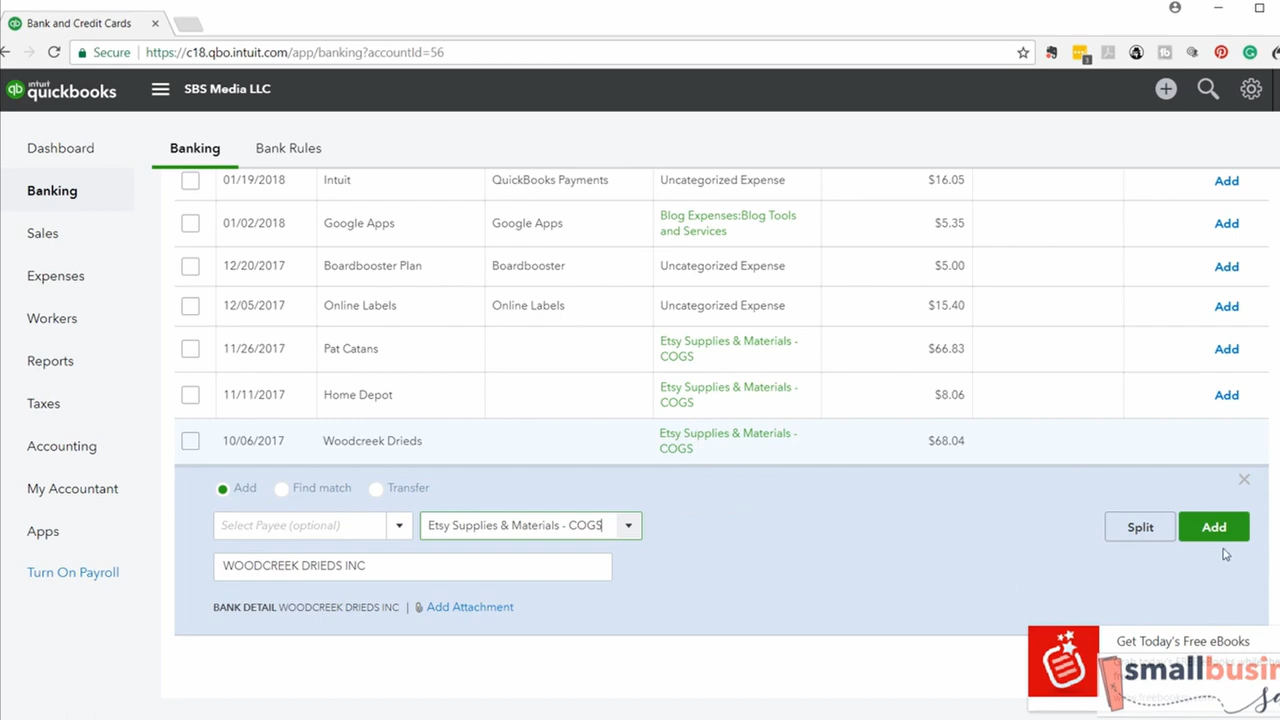 Bank and Credit Cards
Secure https://c18.qbo.intuit.com/app/banking?accountId=56
3
qb intuit quickbooks SBS Media LLC
Dashboard
Banking
Sales
Expenses
Workers
Reports
Taxes
Accounting
My Accountant
Apps
Turn On Payroll
Banking Bank Rules
01/19/2018 Intuit QuickBooks Payments Uncategorized Expense $16.05 Add
01/02/2018 Google Apps Google Apps Blog Expenses:Blog Tools
and Services $5.35 Add
12/20/2017 Boardbooster Plan Boardbooster Uncategorized Expense $5.00 Add
12/05/2017 Online Labels Online Labels Uncategorized Expense $15.40 Add
11/26/2017 Pat Catans Etsy Supplies & Materials -
COGS $66.83 Add
11/11/2017 Home Depot Etsy Supplies & Materials -
COGS $8.06 Add
10/06/2017 Woodcreek Drieds Etsy Supplies & Materials -
COGS $68.04
Add Find match Transfer
Select Payee (optional) Etsy Supplies & Materials - COGS Split Add
WOODCREEK DRIEDS INC
BANK DETAIL WOODCREEK DRIEDS INC | Add Attachment
Get Today's Free eBooks
smallbusin